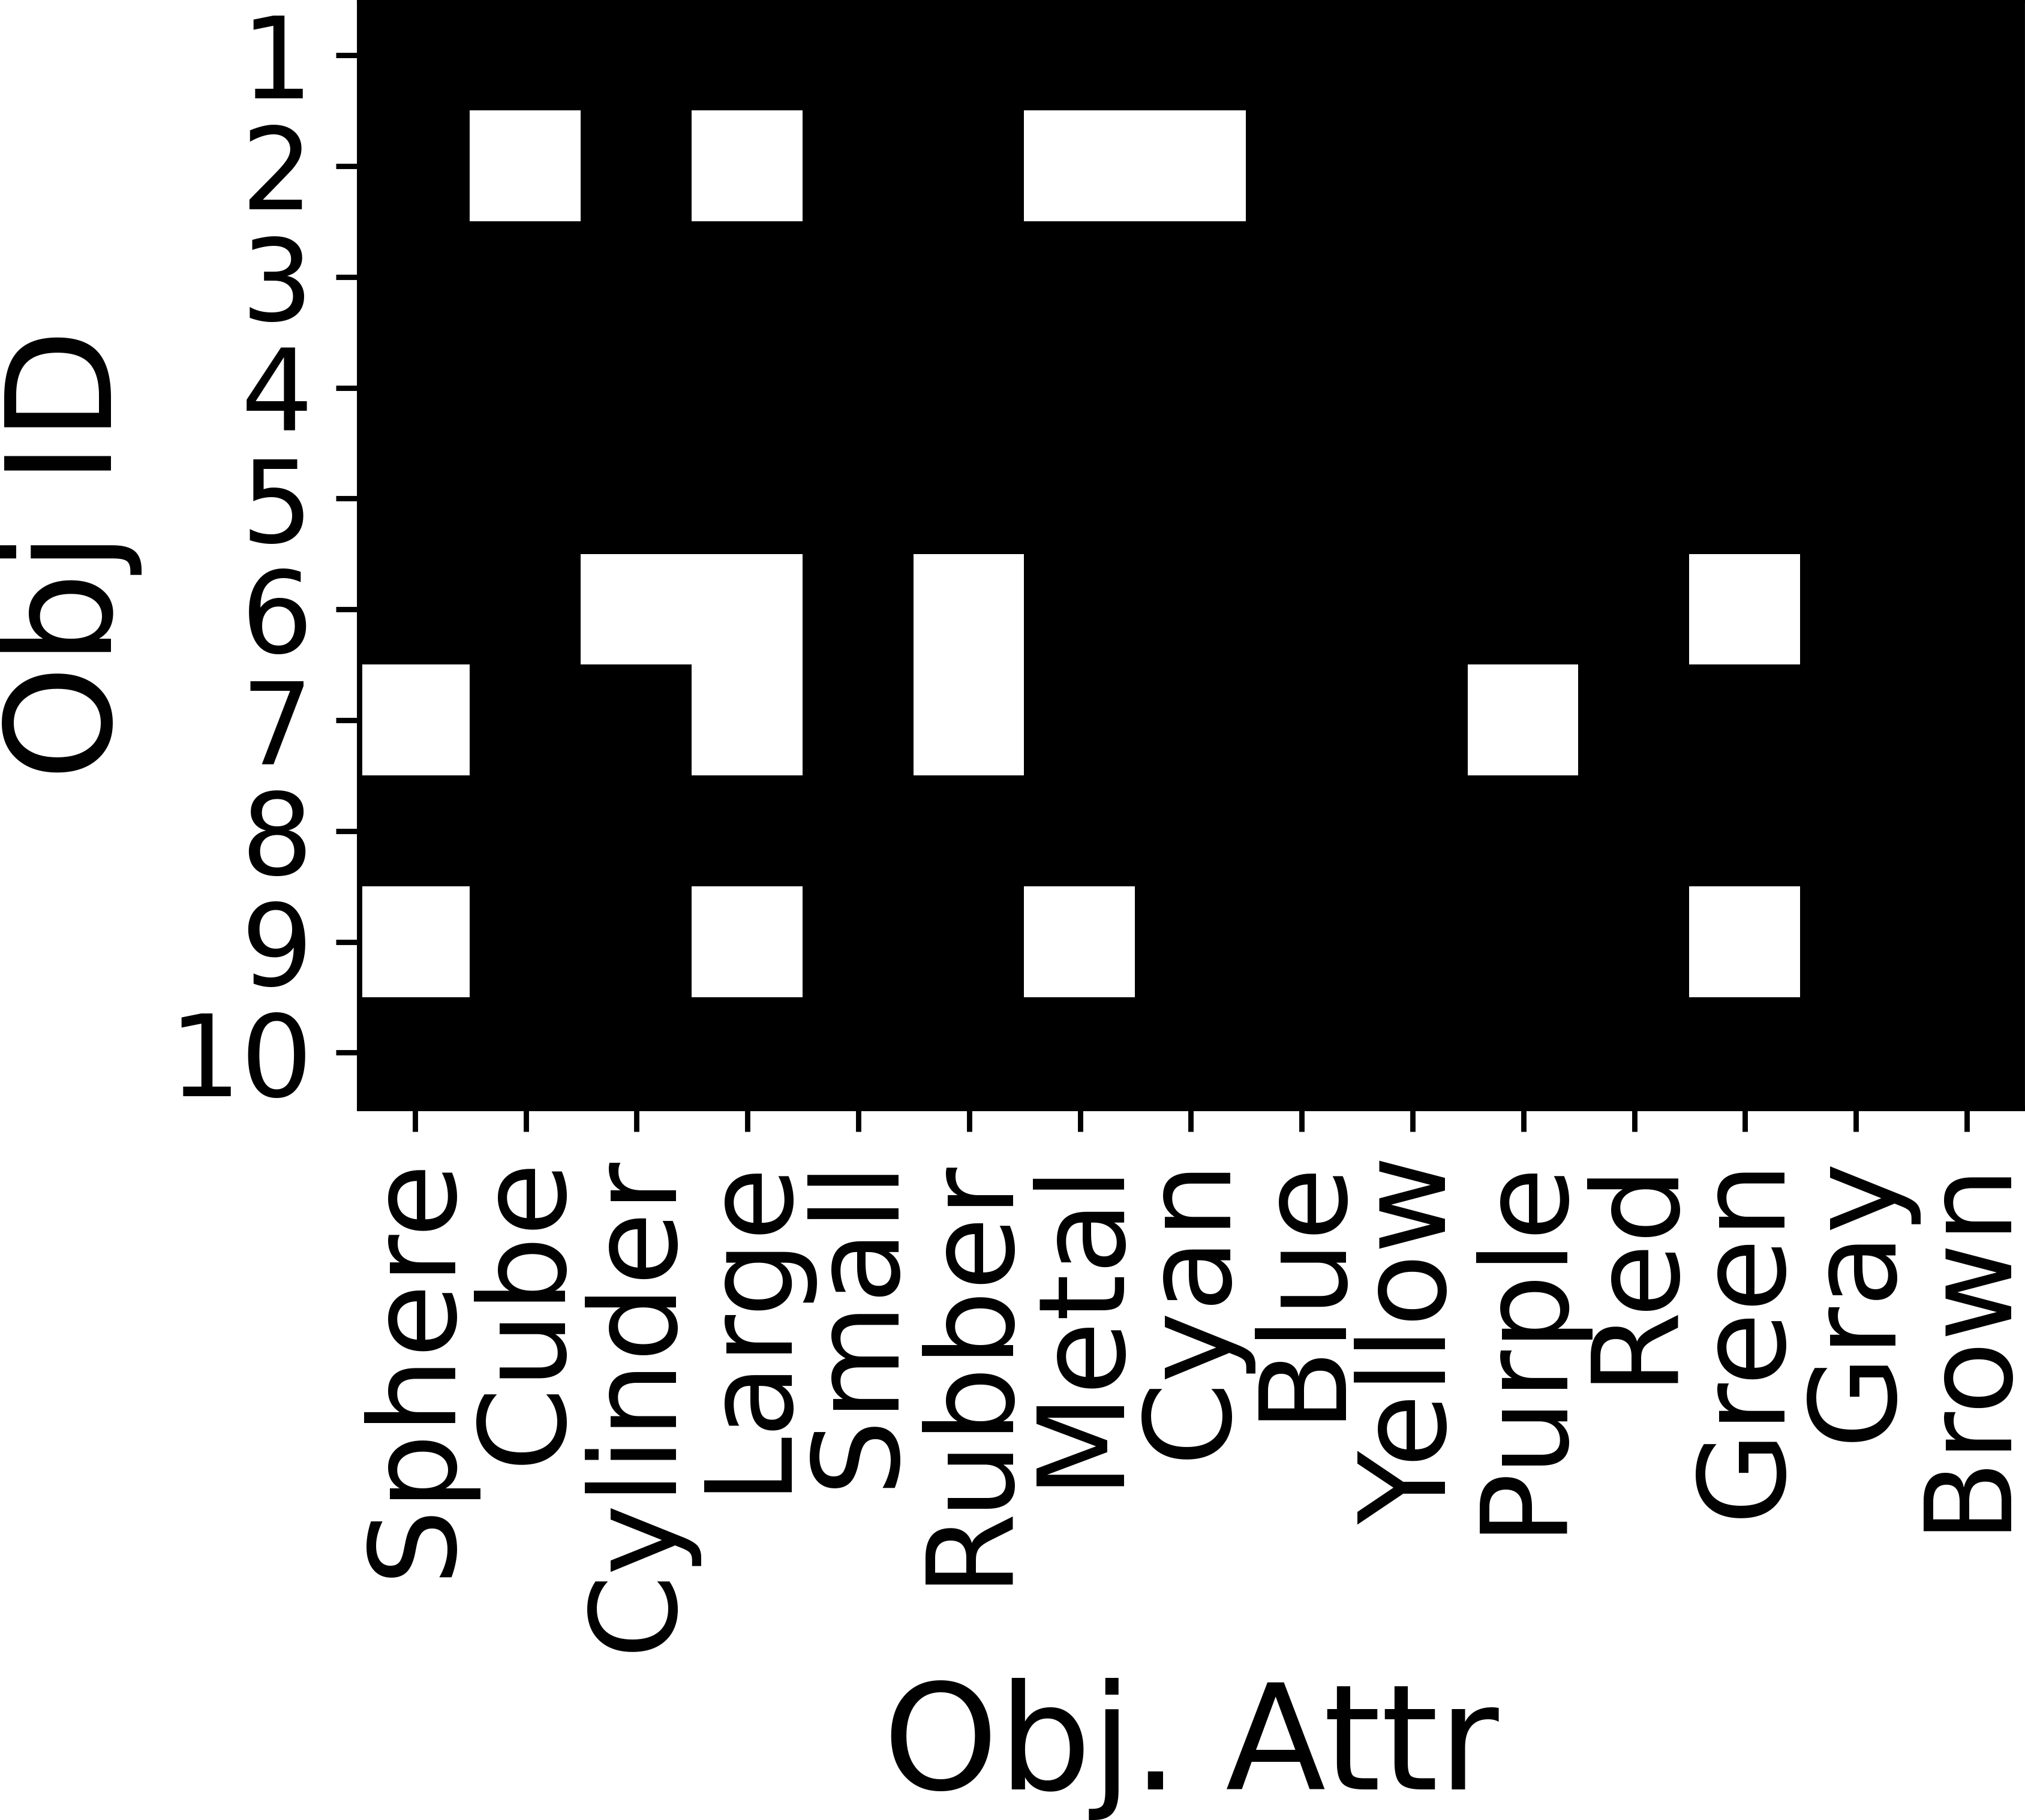 Obj ID
1
2
3
4
5
6
7
8
9
10
Sphere
Cube
Cylinder
Large
Small
Rubber
Metal
Cyan
Blue
Yellow
Purple
Red
Green
Gray
Brown
Obj. Attr